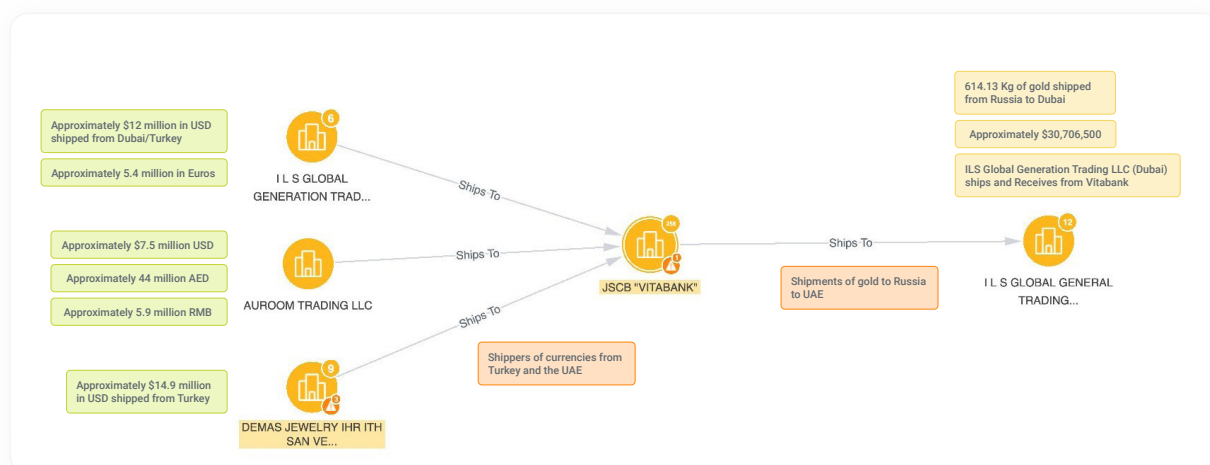 Approximately $12 million in USD
shipped from Dubai/Turkey
Approximately 5.4 million in Euros
6
I L S GLOBAL
GENERATION TRAD...
Ships To
Approximately $7.5 million USD
Approximately 44 million AED
Approximately 5.9 million RMB
AUROOM TRADING LLC
Ships To
Approximately $14.9 million
in USD shipped from Turkey
9
3
DEMAS JEWELRY IHR ITH
SAN VE...
Ships To
Shippers of currencies from
Turkey and the UAE
1
JSCB "VITABANK"
Ships To
Shipments of gold to Russia
to UAE
614.13 Kg of gold shipped
from Russia to Dubai
Approximately $30,706,500
ILS Global Generation Trading LLC (Dubai)
ships and Receives from Vitabank
12
I L S GLOBAL GENERAL
TRADING...